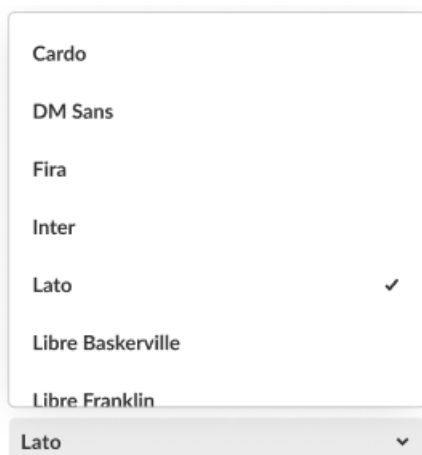 Cardo
DM Sans
Fira
Inter
Lato
Libre Baskerville
Libre Franklin
Lato